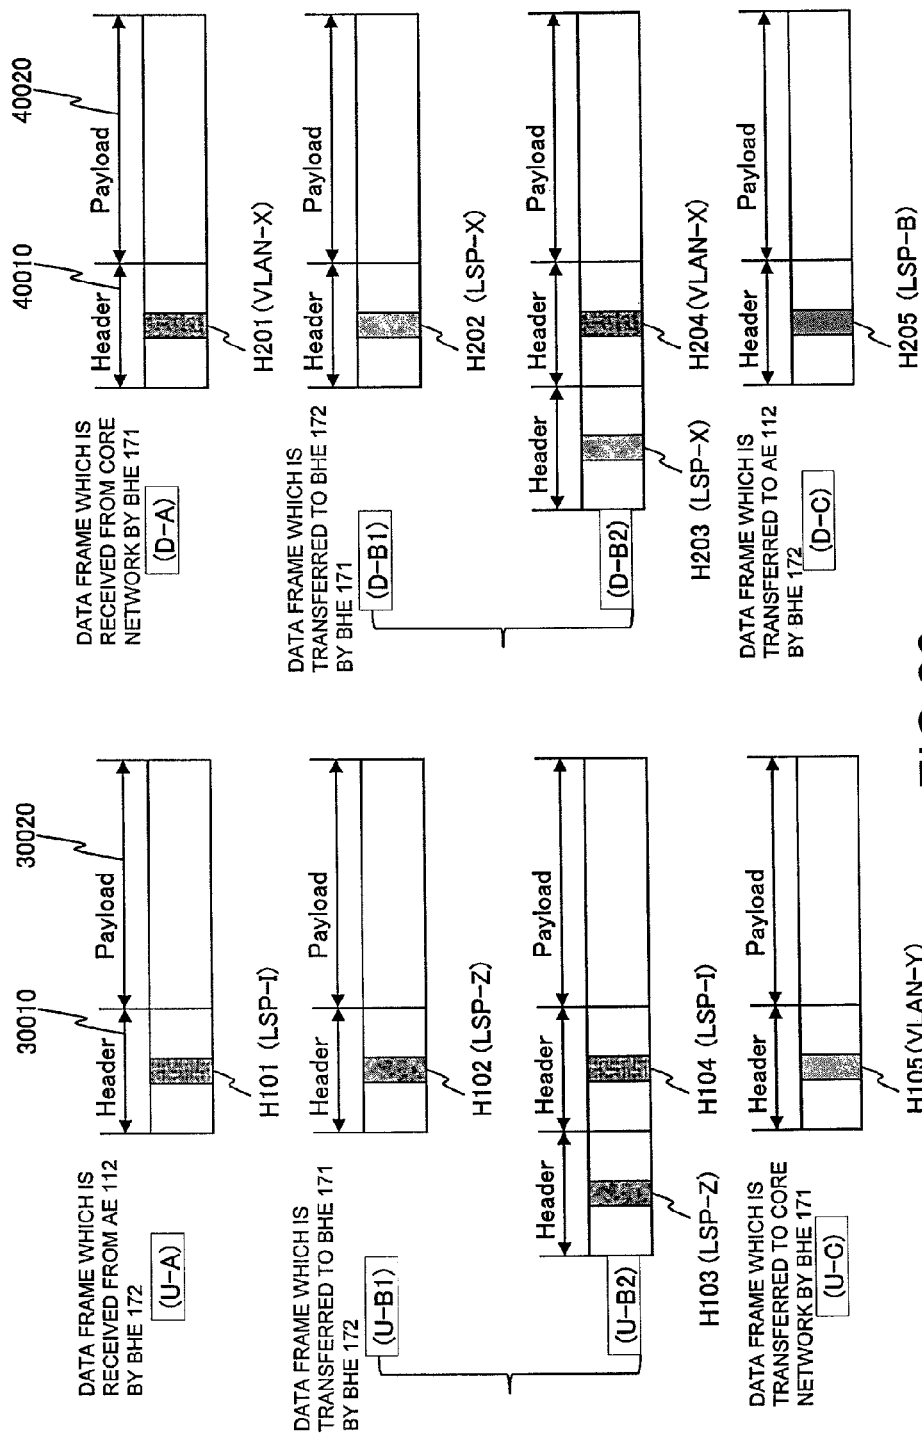 DATA FRAME WHICH IS
RECEIVED FROM AE 112
BY BHE 172
(U-A)
30010
30020
Header
Payload
H101 (LSP-I)
DATA FRAME WHICH IS
TRANSFERRED TO BHE 171
BY BHE 172
(U-B1)
Header
Payload
H102 (LSP-Z)
(U-B2)
Header
Header
Payload
H103 (LSP-Z)
H104 (LSP-I)
DATA FRAME WHICH IS
TRANSFERRED TO CORE
NETWORK BY BHE 171
(U-C)
Header
Payload
H105(VLAN-Y)
DATA FRAME WHICH IS
RECEIVED FROM CORE
NETWORK BY BHE 171
(D-A)
40010
40020
Header
Payload
H201(VLAN-X)
DATA FRAME WHICH IS
TRANSFERRED TO BHE 172
BY BHE 171
(D-B1)
Header
Payload
H202 (LSP-X)
(D-B2)
Header
Header
Payload
H203 (LSP-X)
H204(VLAN-X)
DATA FRAME WHICH IS
TRANSFERRED TO AE 112
BY BHE 172
(D-C)
Header
Payload
H205 (LSP-B)